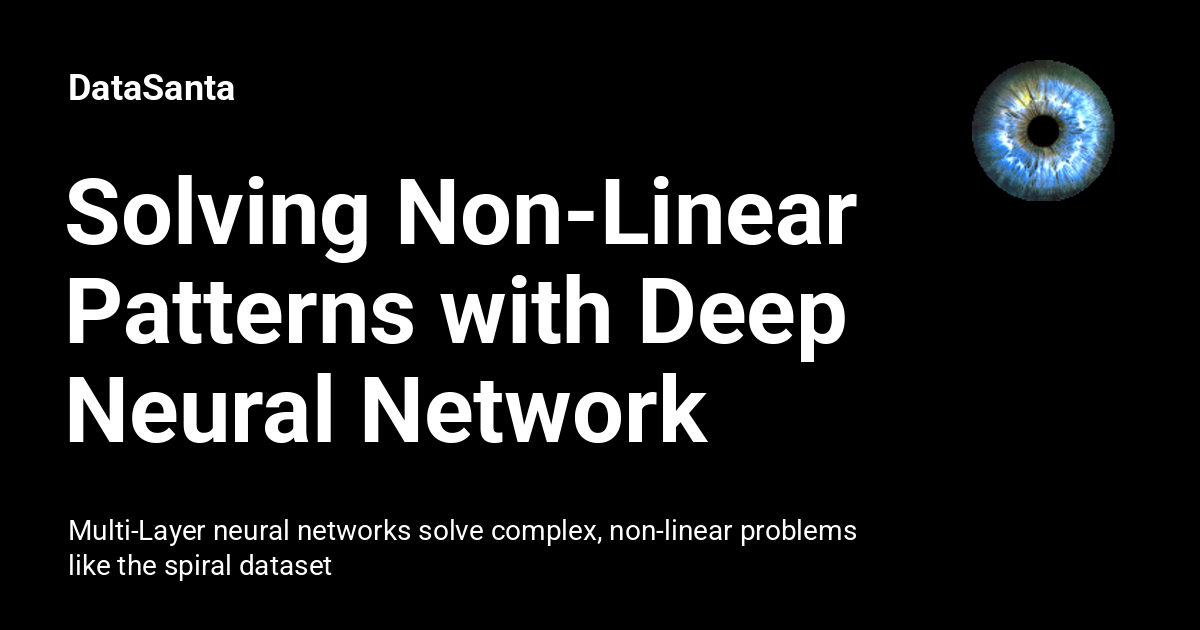 DataSanta
Solving Non-Linear
Patterns with Deep
Neural Network
Multi-Layer neural networks solve complex, non-linear problems
like the spiral dataset